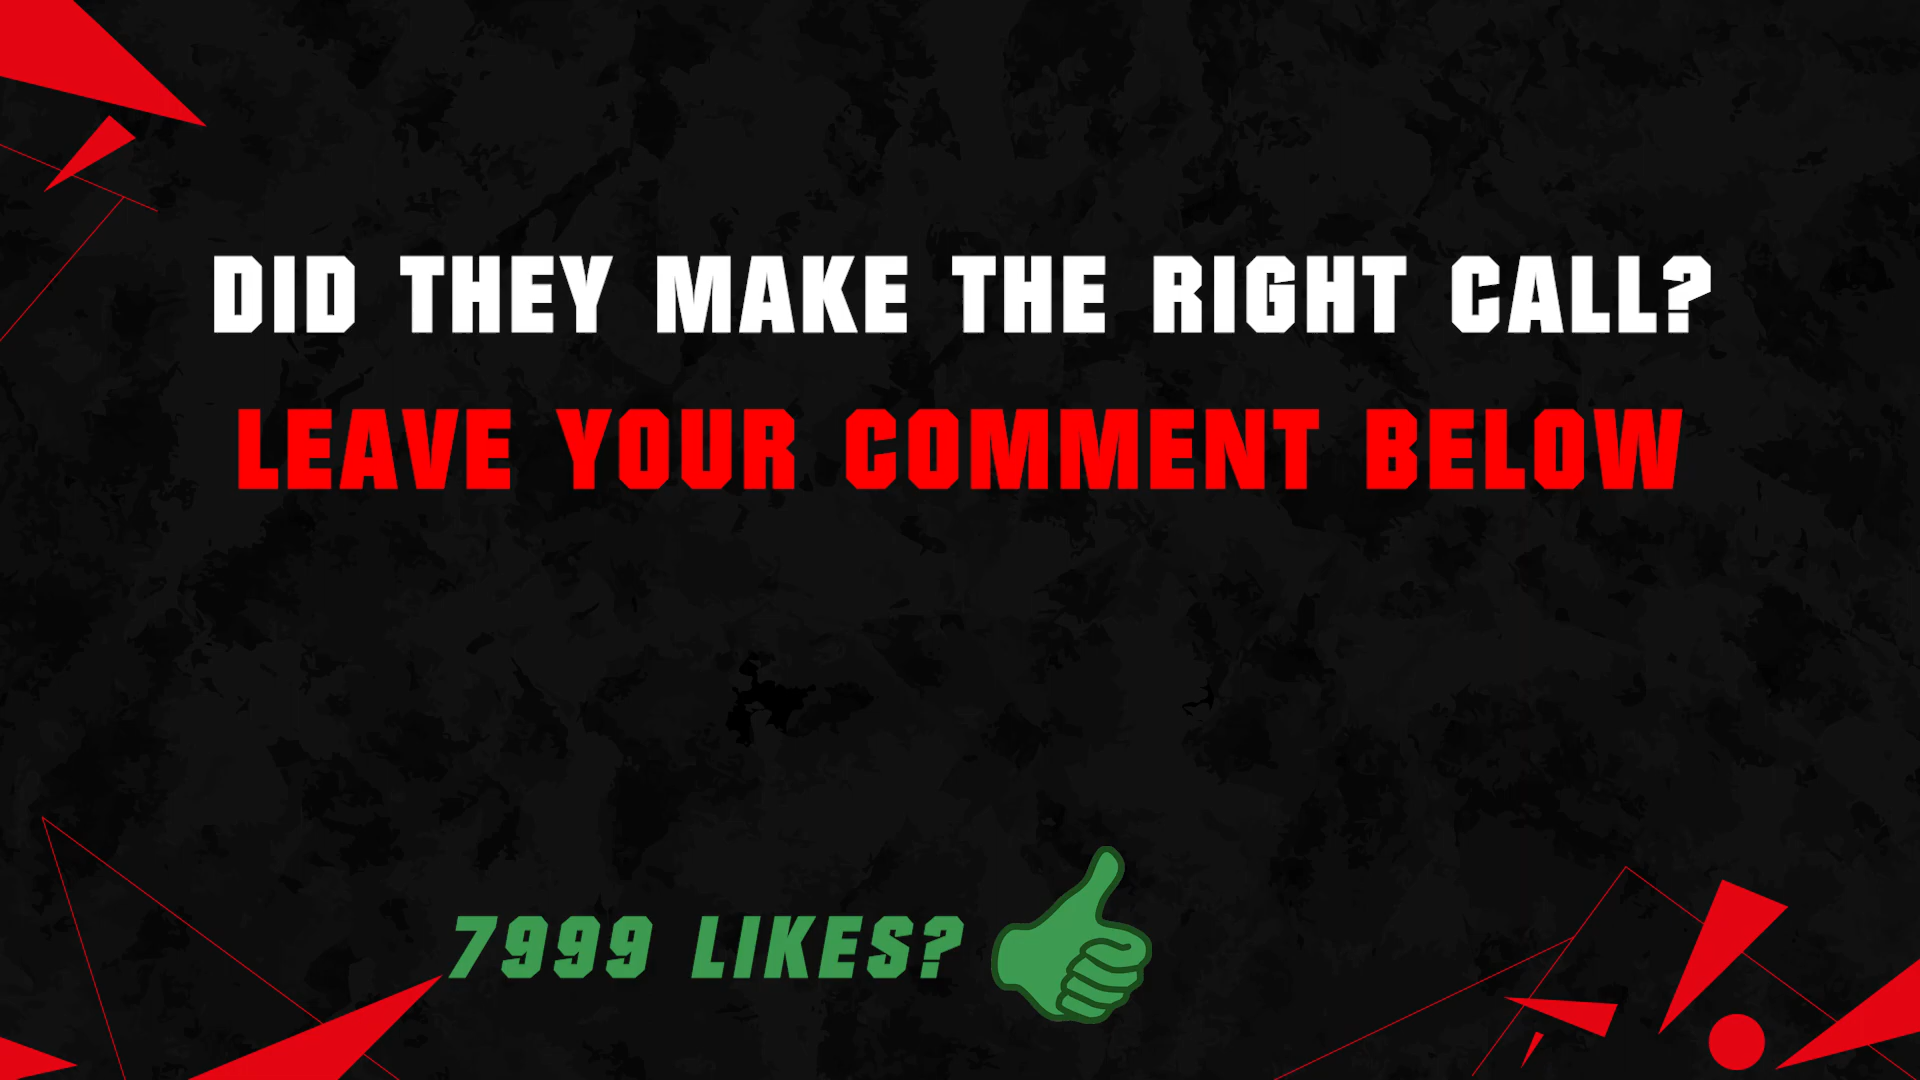 DID THEY MAKE THE RIGHT CALL?
LEAVE YOUR COMMENT BELOW
7999 LIKES?